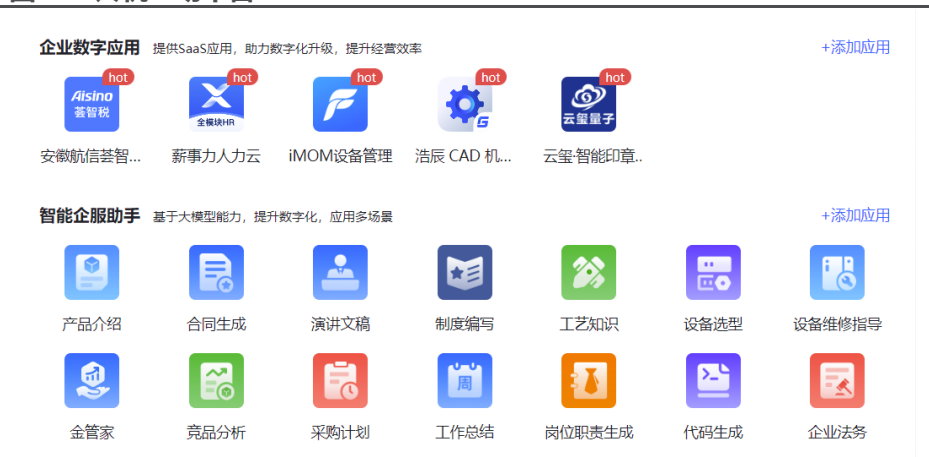 企业数字应用 提供SaaS应用，助力数字化升级，提升经营效率 +添加应用
hot hot hot hot hot
Aisino 荟智税 全模块HR G 云玺量子
安徽航信荟智... 薪事力人力云 iMOM设备管理 浩辰 CAD 机... 云玺·智能印章..
智能企服助手 基于大模型能力，提升数字化，应用多场景 +添加应用
产品介绍 合同生成 演讲文稿 制度编写 工艺知识 设备选型 设备维修指导
周
金管家 竞品分析 采购计划 工作总结 岗位职责生成 代码生成 企业法务